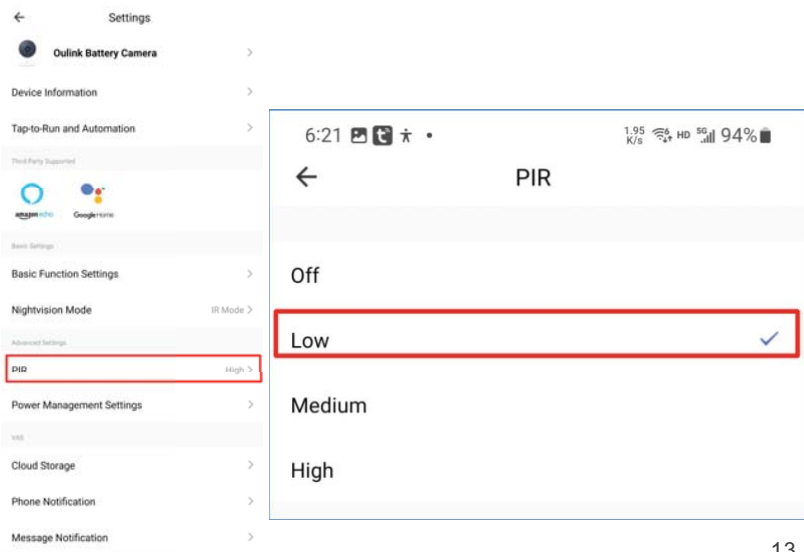 Settings
Oulink Battery Camera
Device Information
Tap-to-Run and Automation
Third Party Supported
amazon echo
Google Home
Basic Settings
Basic Function Settings
Nightvision Mode IR Mode
Advanced Settings
PIR High
Power Management Settings
VAS
Cloud Storage
Phone Notification
Message Notification
6:21 1.95 K/s HD 5G 94%
PIR
Off
Low
Medium
High
13